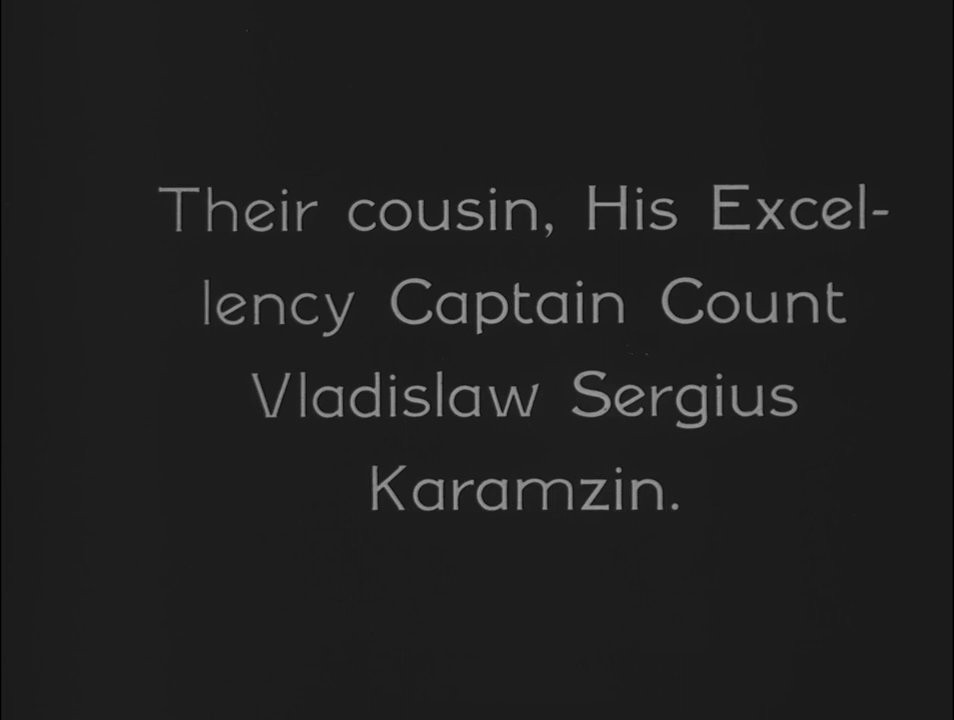 Their cousin, His Excel-
lency Captain Count
Vladislaw Sergius
Karamzin.